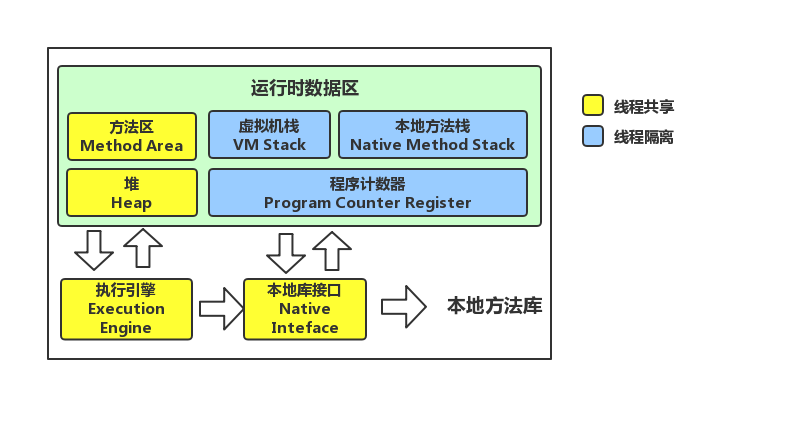 运行时数据区
方法区
Method Area
虚拟机栈
VM Stack
本地方法栈
Native Method Stack
堆
Heap
程序计数器
Program Counter Register
执行引擎
Execution
Engine
本地库接口
Native
Inteface
本地方法库
线程共享
线程隔离